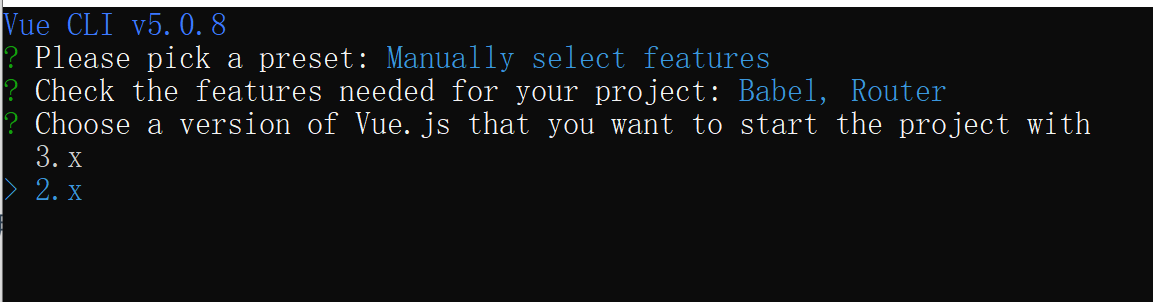 Vue CLI v5.0.8
? Please pick a preset: Manually select features
? Check the features needed for your project: Babel, Router
? Choose a version of Vue.js that you want to start the project with
  3.x
> 2.x